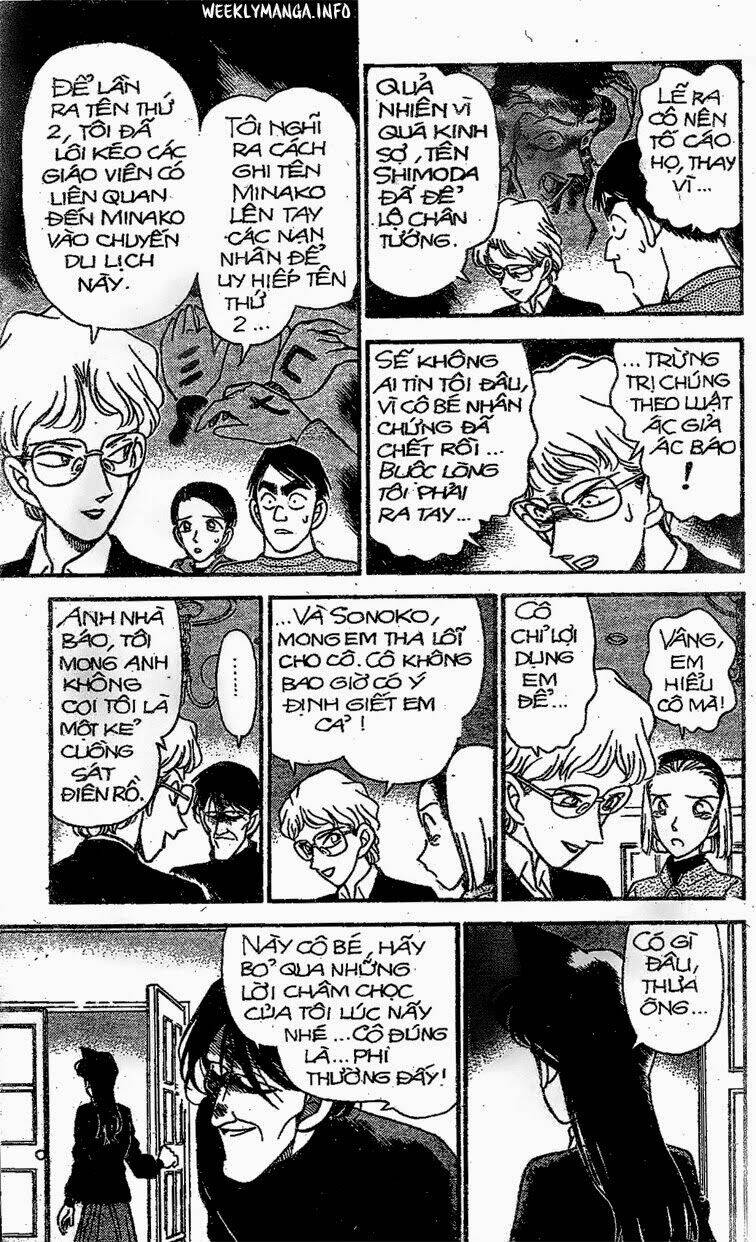 WEEKLYMANGA.INFO
ĐỂ LẦN
RA TÊN THỨ
2, TÔI ĐÃ
LÔI KÉO CÁC
GIÁO VIÊN CÓ
LIÊN QUAN
ĐẾN MINAKO
VÀO CHUYẾN
DU LỊCH
NÀY.
TÔI NGHĨ
RA CÁCH
GHI TÊN
MINAKO
LÊN TAY
CÁC NẠN
NHÂN ĐỂ
UY HIẾP TÊN
THỨ
2 ...
QUẢ
NHIÊN VÌ
QUÁ KINH
SỢ, TÊN
SHIMODA
ĐÃ ĐỂ
LỘ CHÂN
TƯỚNG.
LẼ RA
CÔ NÊN
TỐ CÁO
HỌ, THAY
VÌ ...
SẼ KHÔNG
AI TIN TÔI ĐÂU,
VÌ CÔ BÉ NHÂN
CHỨNG ĐÃ
CHẾT RỒI ...
BUỘC LÒNG
TÔI PHẢI
RA TAY ...
... TRỪNG
TRỊ CHÚNG
THEO LUẬT
ÁC GIẢ
ÁC BÁO
!
ANH NHÀ
BÁO, TÔI
MONG ANH
KHÔNG
COI TÔI LÀ
MỘT KẺ
CUỒNG
SÁT
ĐIÊN RỒ.
......
... VÀ SONOKO,
MONG EM THA LỖI
CHO CÔ. CÔ KHÔNG
BAO GIỜ CÓ Ý
ĐỊNH GIẾT EM
CẢ!
CÔ
CHỈ LỢI
DỤNG
EM
ĐỂ ...
VÂNG,
EM
HIỂU
CÔ MÀ!
NÀY CÔ BÉ, HÃY
BỎ QUA NHỮNG
LỜI CHÂM CHỌC
CỦA TÔI LÚC NÃY
NHÉ ... CÔ ĐÚNG
LÀ ... PHI
THƯỜNG ĐẤY!
CÓ GÌ
ĐÂU,
THƯA
ÔNG ...